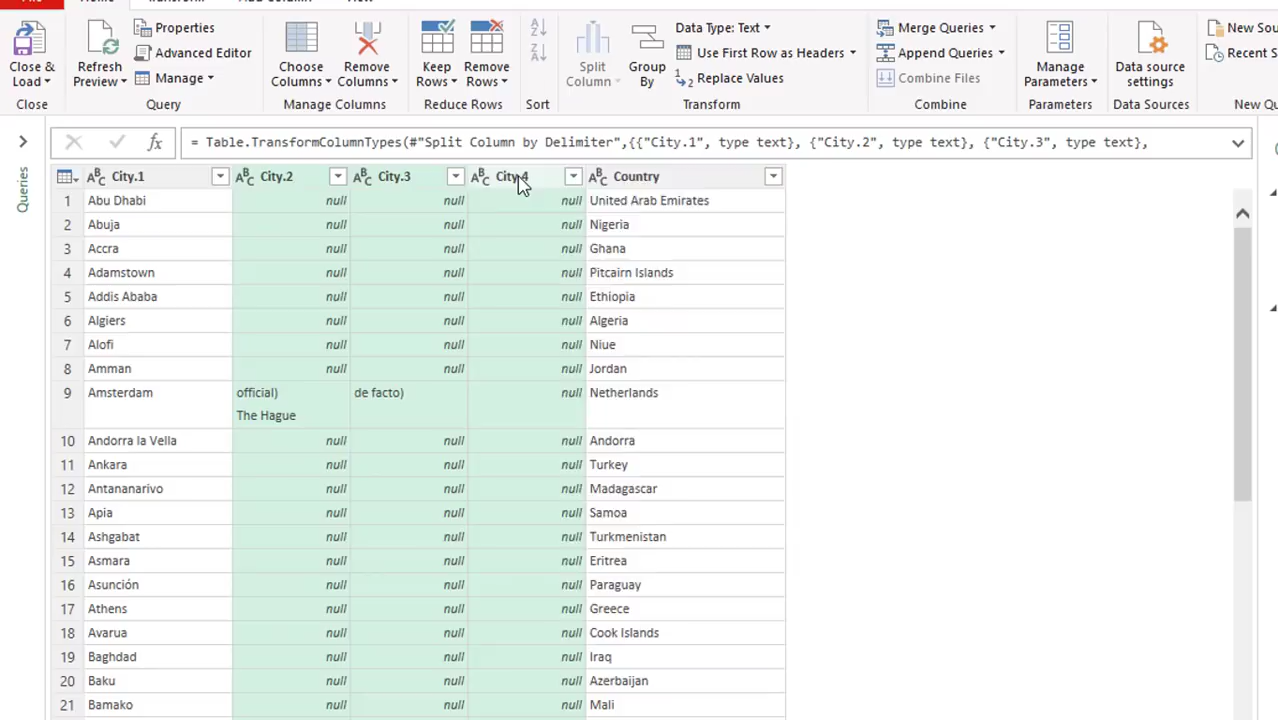 File Home Transform Add Column View
Close & Load
Close
Refresh Preview
Properties
Advanced Editor
Manage
Query
Choose Columns
Remove Columns
Manage Columns
Keep Rows
Remove Rows
Reduce Rows
Sort
Split Column
Group By
Data Type: Text
Use First Row as Headers
Replace Values
Transform
Merge Queries
Append Queries
Combine Files
Combine
Manage Parameters
Parameters
Data source settings
Data Sources
New
Recent
Queries
fx = Table.TransformColumnTypes(#"Split Column by Delimiter",{{"City.1", type text}, {"City.2", type text}, {"City.3", type text},
City.1 City.2 City.3 City.4 Country
1 Abu Dhabi null null null United Arab Emirates
2 Abuja null null null Nigeria
3 Accra null null null Ghana
4 Adamstown null null null Pitcairn Islands
5 Addis Ababa null null null Ethiopia
6 Algiers null null null Algeria
7 Alofi null null null Niue
8 Amman null null null Jordan
9 Amsterdam official) de facto) null Netherlands
The Hague
10 Andorra la Vella null null null Andorra
11 Ankara null null null Turkey
12 Antananarivo null null null Madagascar
13 Apia null null null Samoa
14 Ashgabat null null null Turkmenistan
15 Asmara null null null Eritrea
16 Asunción null null null Paraguay
17 Athens null null null Greece
18 Avarua null null null Cook Islands
19 Baghdad null null null Iraq
20 Baku null null null Azerbaijan
21 Bamako null null null Mali